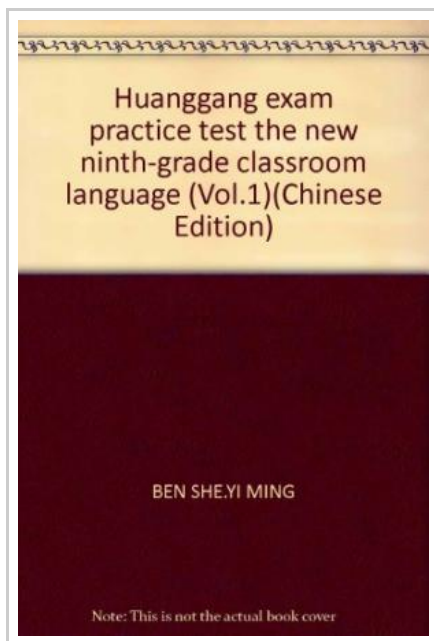 Huanggang exam
practice test the new
ninth-grade classroom
language (Vol.1)(Chinese
Edition)
BEN SHE.YI MING
Note: This is not the actual book cover